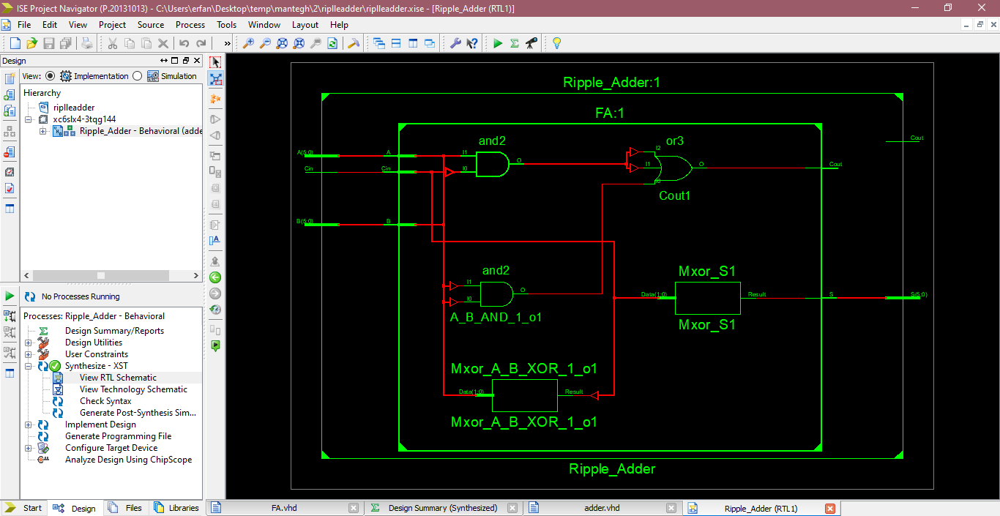 ISE Project Navigator (P.20131013) - C:\Users\erfan\Desktop\temp\mantegh\2\riplleadder\riplleadder.xise - [Ripple_Adder (RTL1)]
File Edit View Project Source Process Tools Window Layout Help
Design
View: Implementation Simulation
Hierarchy
riplleadder
xc6slx4-3tqg144
Ripple_Adder - Behavioral (adde
No Processes Running
Processes: Ripple_Adder - Behavioral
Design Summary/Reports
Design Utilities
User Constraints
Synthesize - XST
View RTL Schematic
View Technology Schematic
Check Syntax
Generate Post-Synthesis Sim...
Implement Design
Generate Programming File
Configure Target Device
Analyze Design Using ChipScope
Start Design Files Libraries
Ripple_Adder:1
FA:1
and2 or3
Cout
A(5:0) A I1 O I2
Cin Cin I0 I1 O Cout
I0
Cout1
B(5:0) B
and2 Mxor_S1
I1 O
I0 Data(1:0) Result S S(5:0)
A_B_AND_1_o1 Mxor_S1
Mxor_A_B_XOR_1_o1
Data(1:0) Result
Mxor_A_B_XOR_1_o1
Ripple_Adder
FA.vhd Design Summary (Synthesized) adder.vhd Ripple_Adder (RTL1)